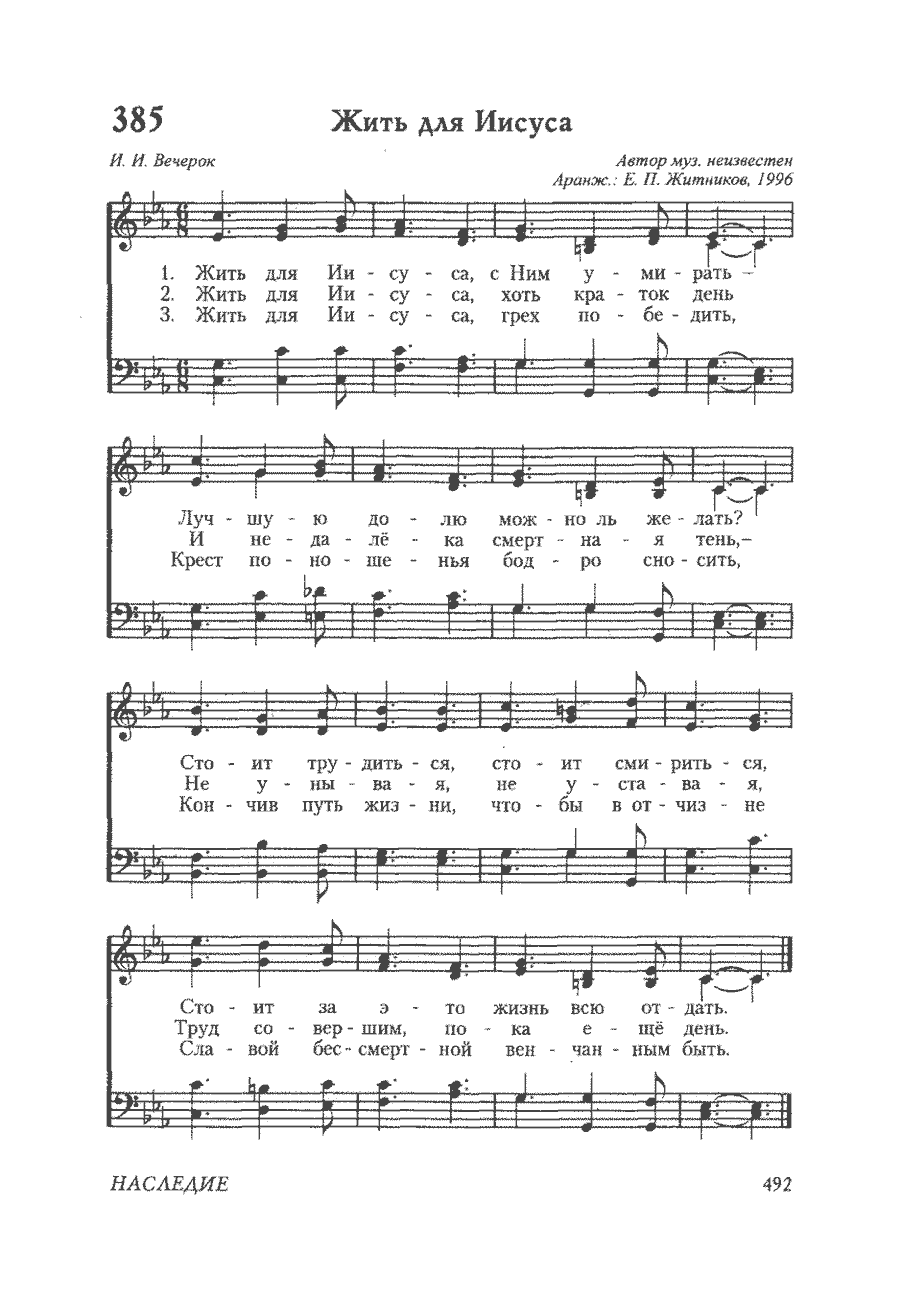 385
Жить для Иисуса
И. И. Вечерок
Автор муз. неизвестен
Аранж.: Е. П. Житников, 1996
1. Жить для Ии - су - са, с Ним у - ми - рать –
2. Жить для Ии - су - са, хоть кра - ток день
3. Жить для Ии - су - са, грех по - бе - дить,
Луч - шу - ю до - лю мож - но ль же - лать?
И не - да - лё - ка смерт - на - я тень,–
Крест по - но - ше - нья бод - ро сно - сить,
Сто - ит тру - дить - ся, сто - ит сми - рить - ся,
Не у - ны - ва - я, не у - ста - ва - я,
Кон - чив путь жиз - ни, что - бы в от - чиз - не
Сто - ит за э - то жизнь всю от - дать.
Труд со - вер - шим, по - ка е - щё день.
Сла - вой бес - смерт - ной вен - чан - ным быть.
НАСЛЕДИЕ
492